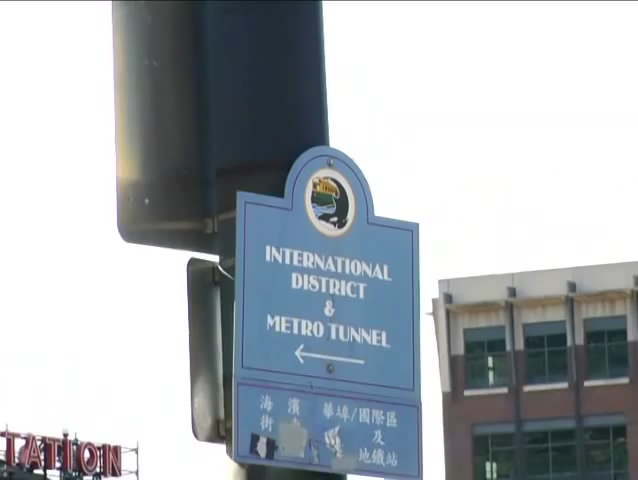 INTERNATIONAL
DISTRICT
&
METRO TUNNEL
海濱 華埠/國際區
街 及
地鐵站
TATION